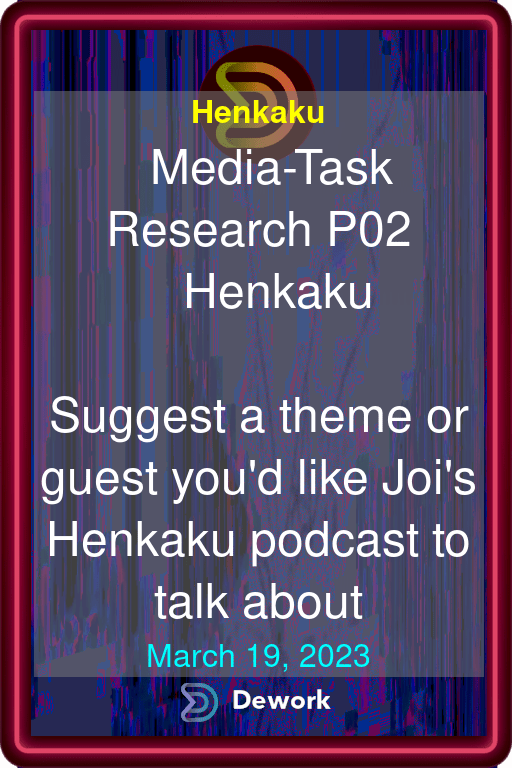 Henkaku
Media-Task
Research P02
Henkaku
Suggest a theme or
guest you'd like Joi's
Henkaku podcast to
talk about
March 19, 2023
Dework